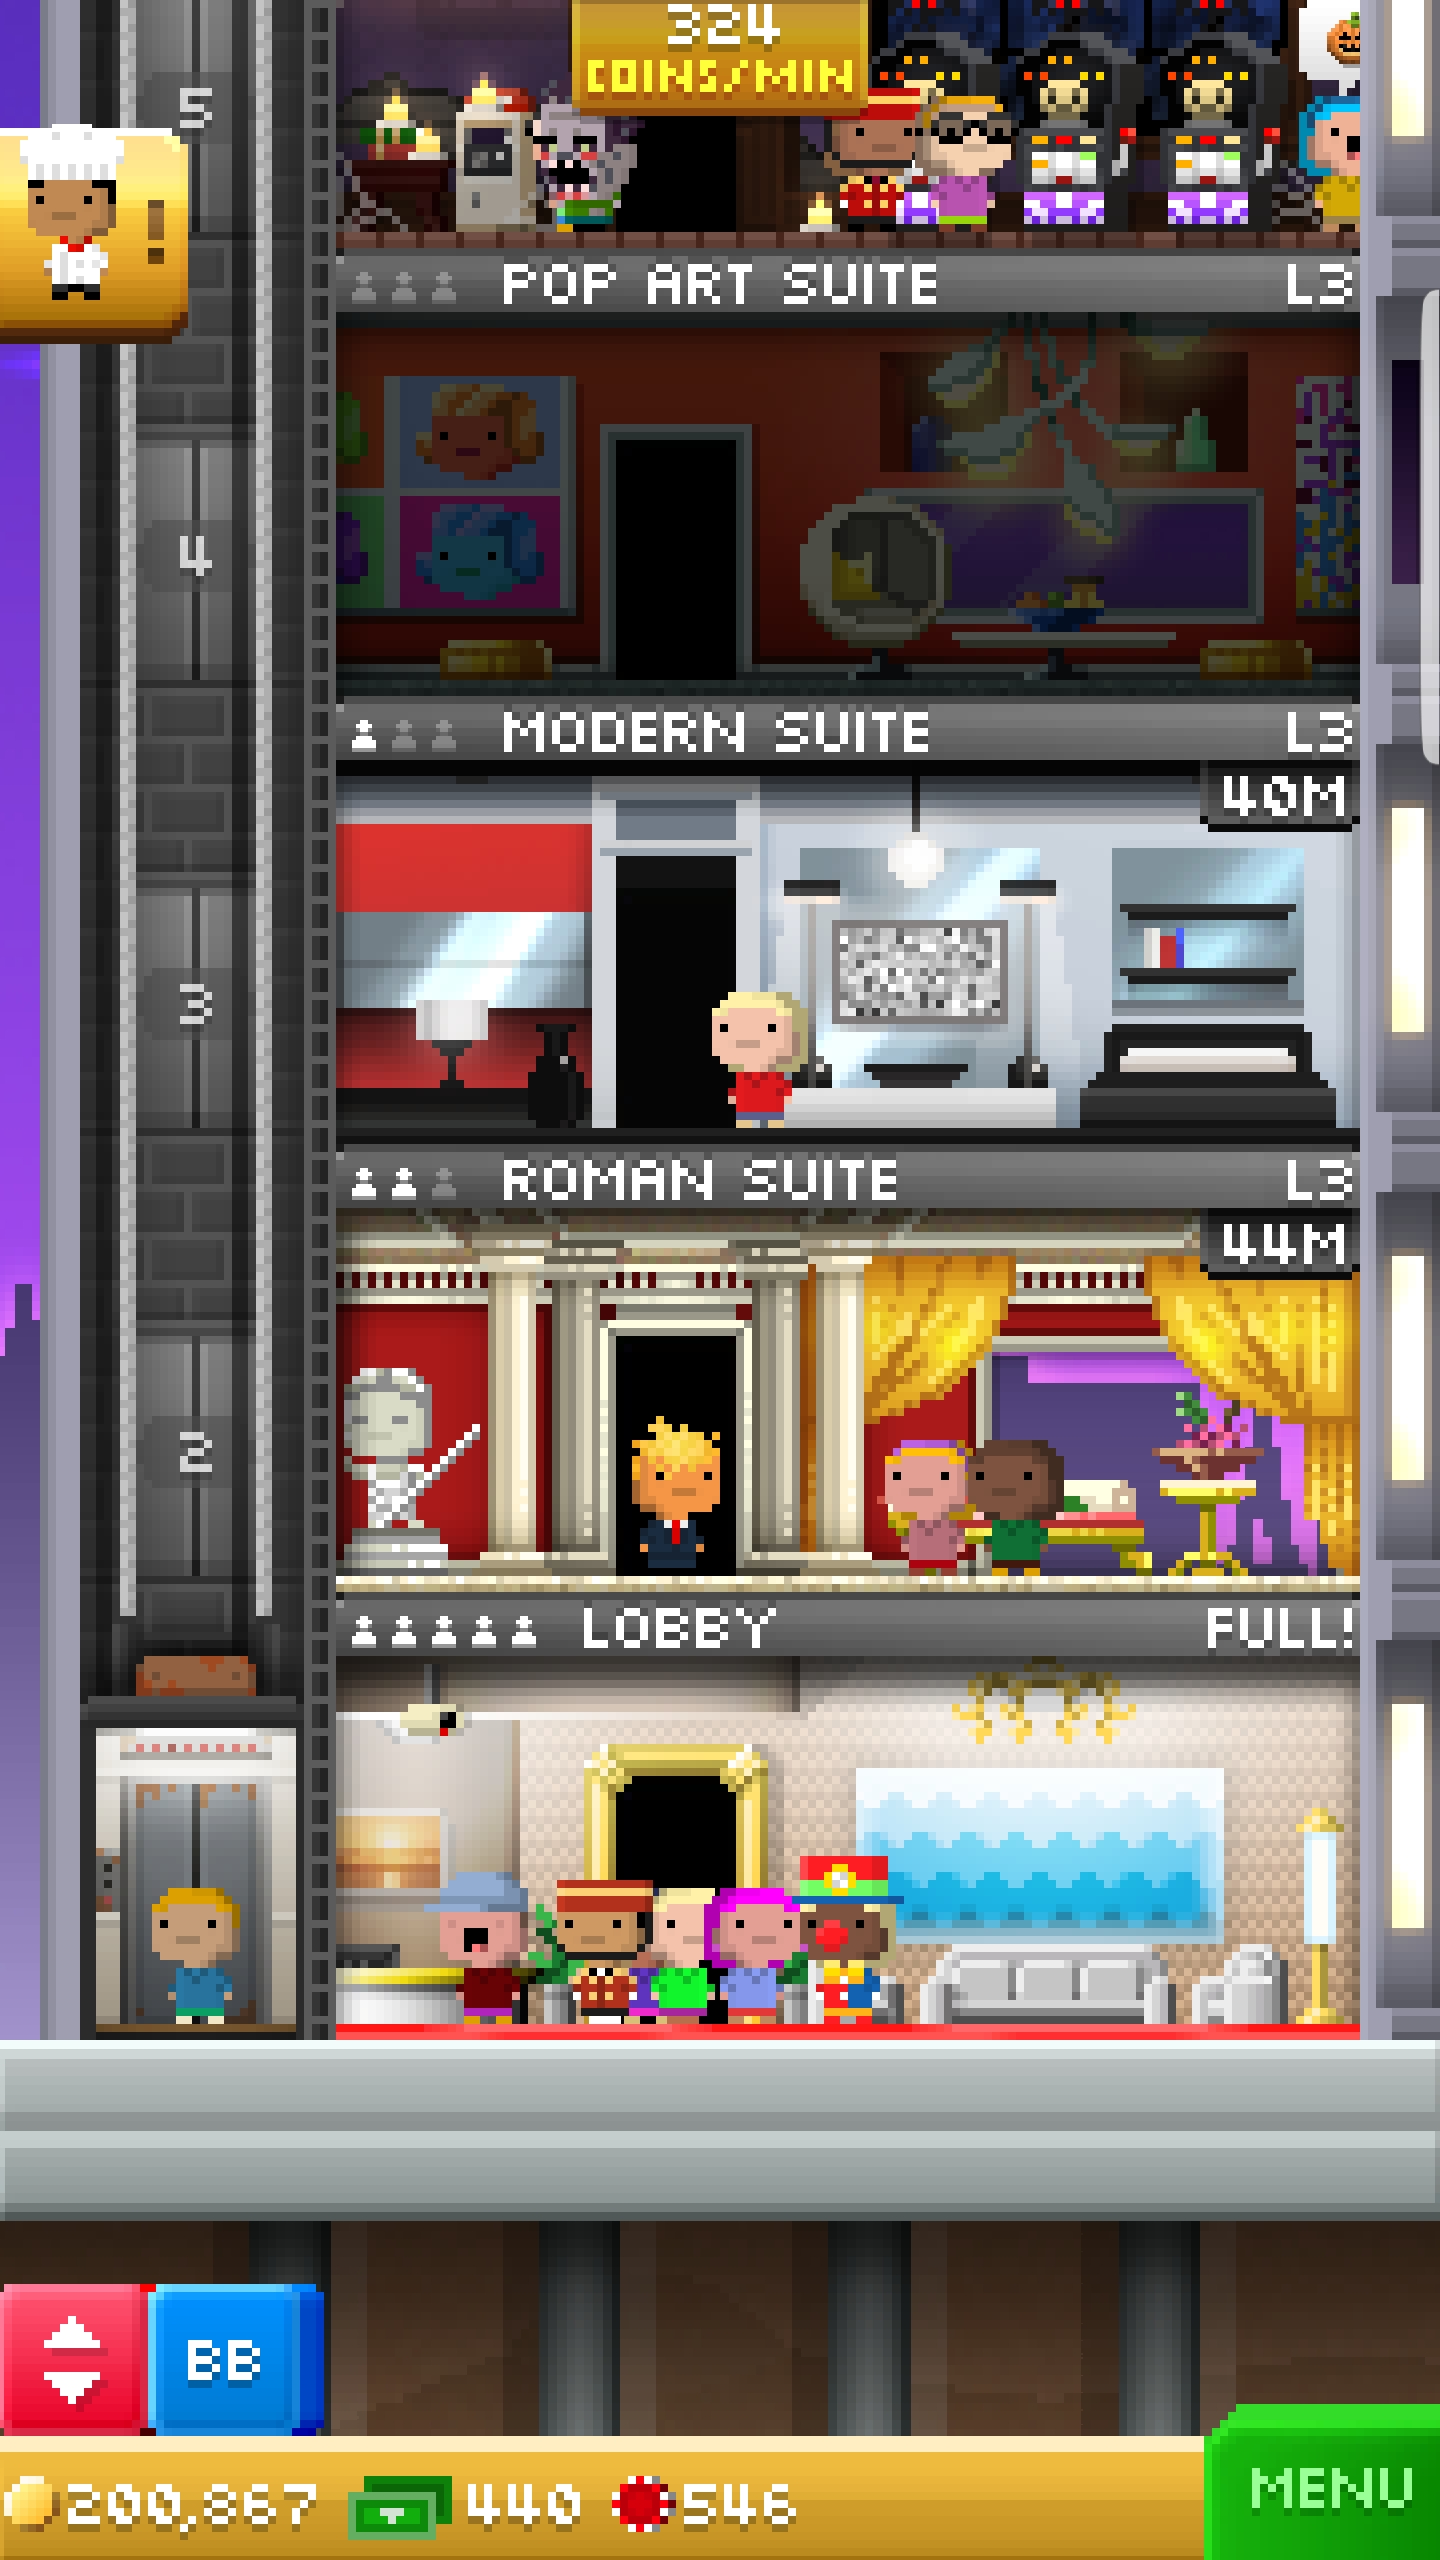 324
COINS/MIN
5
!
POP ART SUITE L3
4
MODERN SUITE L3
40M
3
ROMAN SUITE L3
44M
2
LOBBY FULL!
BB
MENU
200,867 440 546